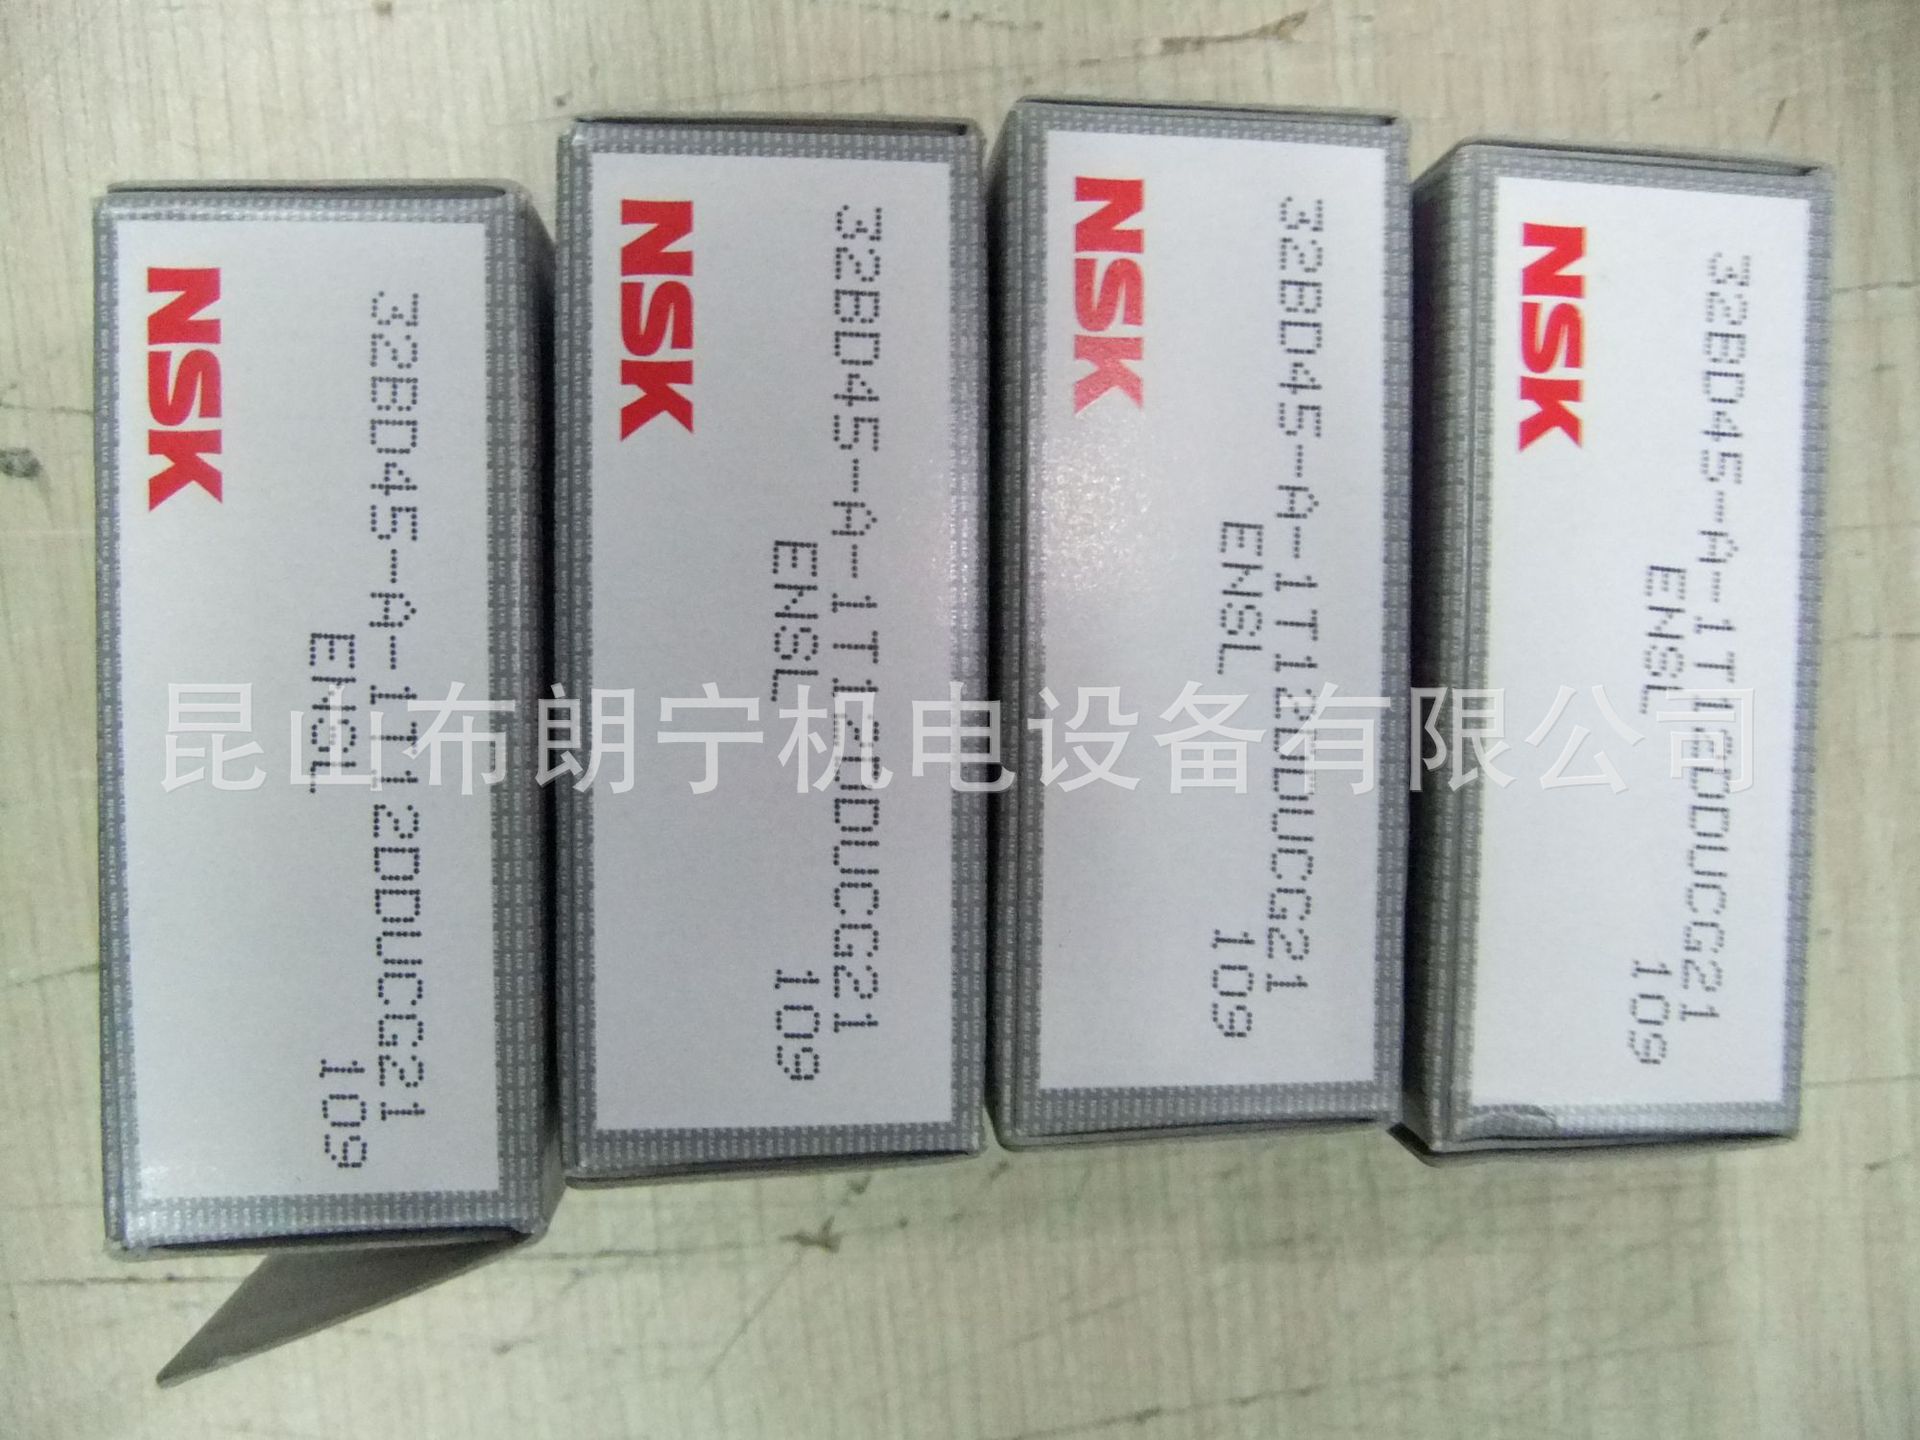 NSK
32BD45-A-1T12DDUCG21
ENSL
109
NSK
32BD45-A-1T12DDUCG21
ENSL
109
NSK
32BD45-A-1T12DDUCG21
ENSL
109
NSK
32BD45-A-1T12DDUCG21
ENSL
109
昆山布朗宁机电设备有限公司